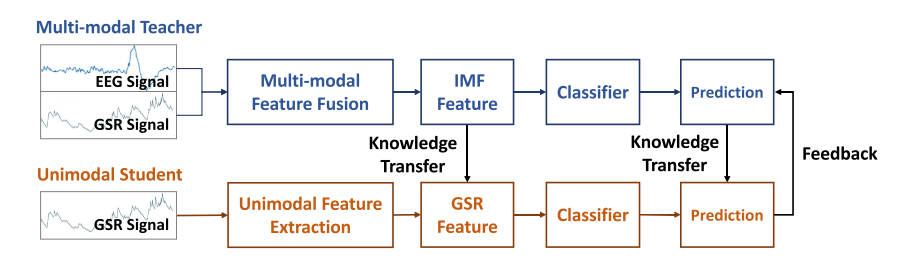 Multi-modal Teacher
EEG Signal
GSR Signal
Multi-modal
Feature Fusion
IMF
Feature
Classifier
Prediction
Knowledge
Transfer
Knowledge
Transfer
Feedback
Unimodal Student
GSR Signal
Unimodal Feature
Extraction
GSR
Feature
Classifier
Prediction